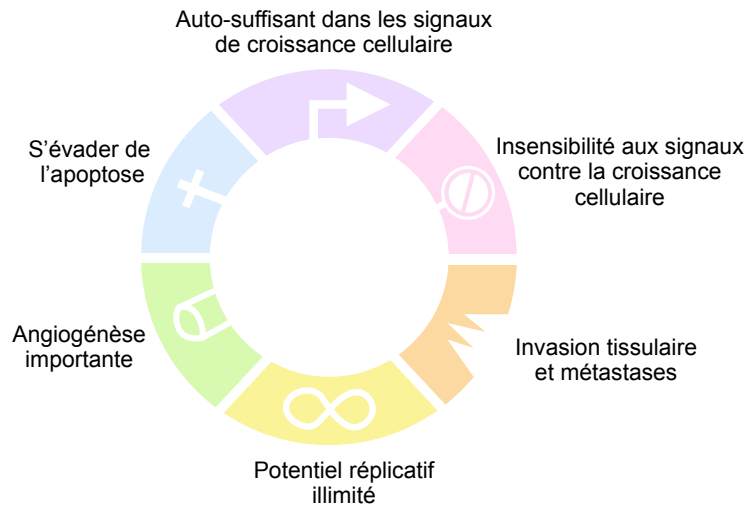 Auto-suffisant dans les signaux
de croissance cellulaire
S'évader de
l'apoptose
Insensibilité aux signaux
contre la croissance
cellulaire
Angiogénèse
importante
Invasion tissulaire
et métastases
Potentiel réplicatif
illimité